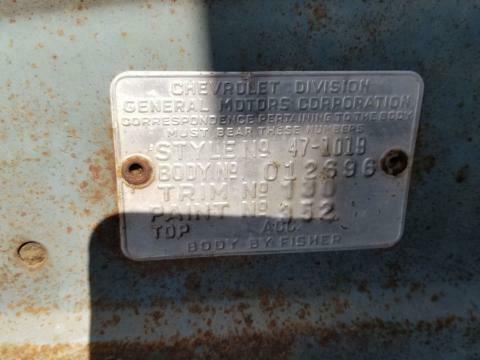 CHEVROLET DIVISION
GENERAL MOTORS CORPORATION
CORRESPONDENCE PERTAINING TO THE BODY
MUST BEAR THESE NUMBERS
STYLE Nº 47-1019
BODY Nº 012696
TRIM Nº
PAINT Nº 352
TOP ACC.
BODY BY FISHER